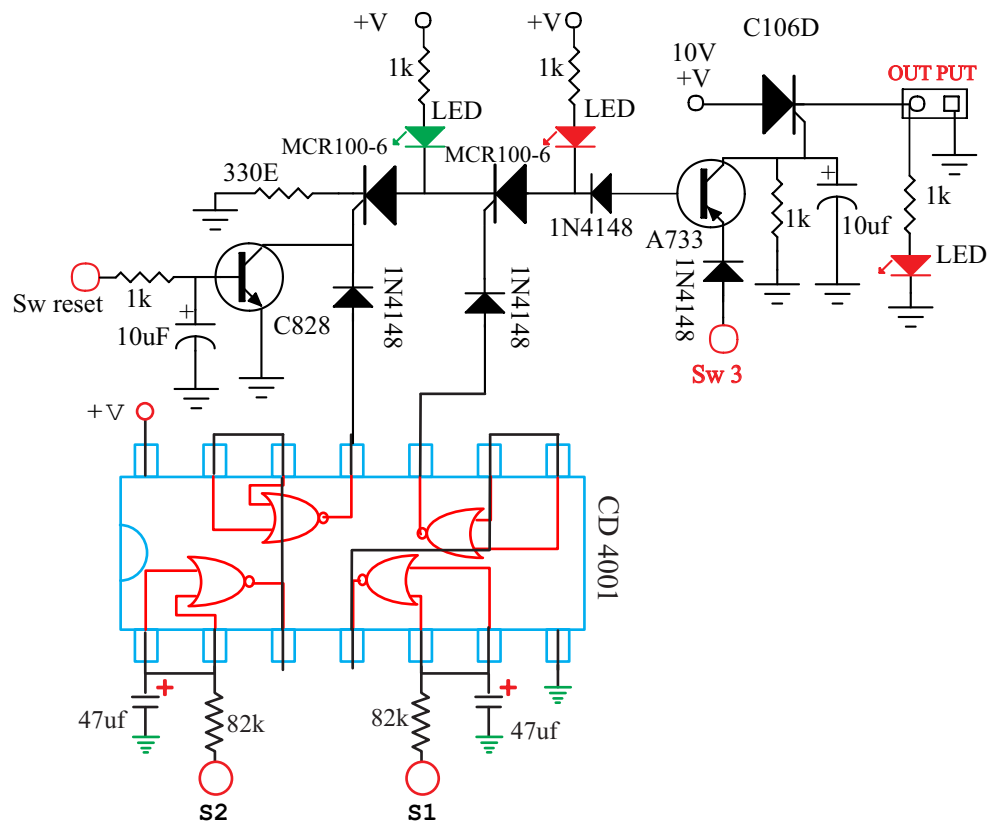 +V
+V
C106D
10V
+V
OUT PUT
1k
1k
LED
LED
MCR100-6
MCR100-6
330E
1N4148
A733
1k
10uf
+
1k
LED
Sw reset
1k
10uF
+
C828
1N4148
1N4148
1N4148
Sw 3
+V
CD 4001
+
47uf
82k
82k
+
47uf
S2
S1